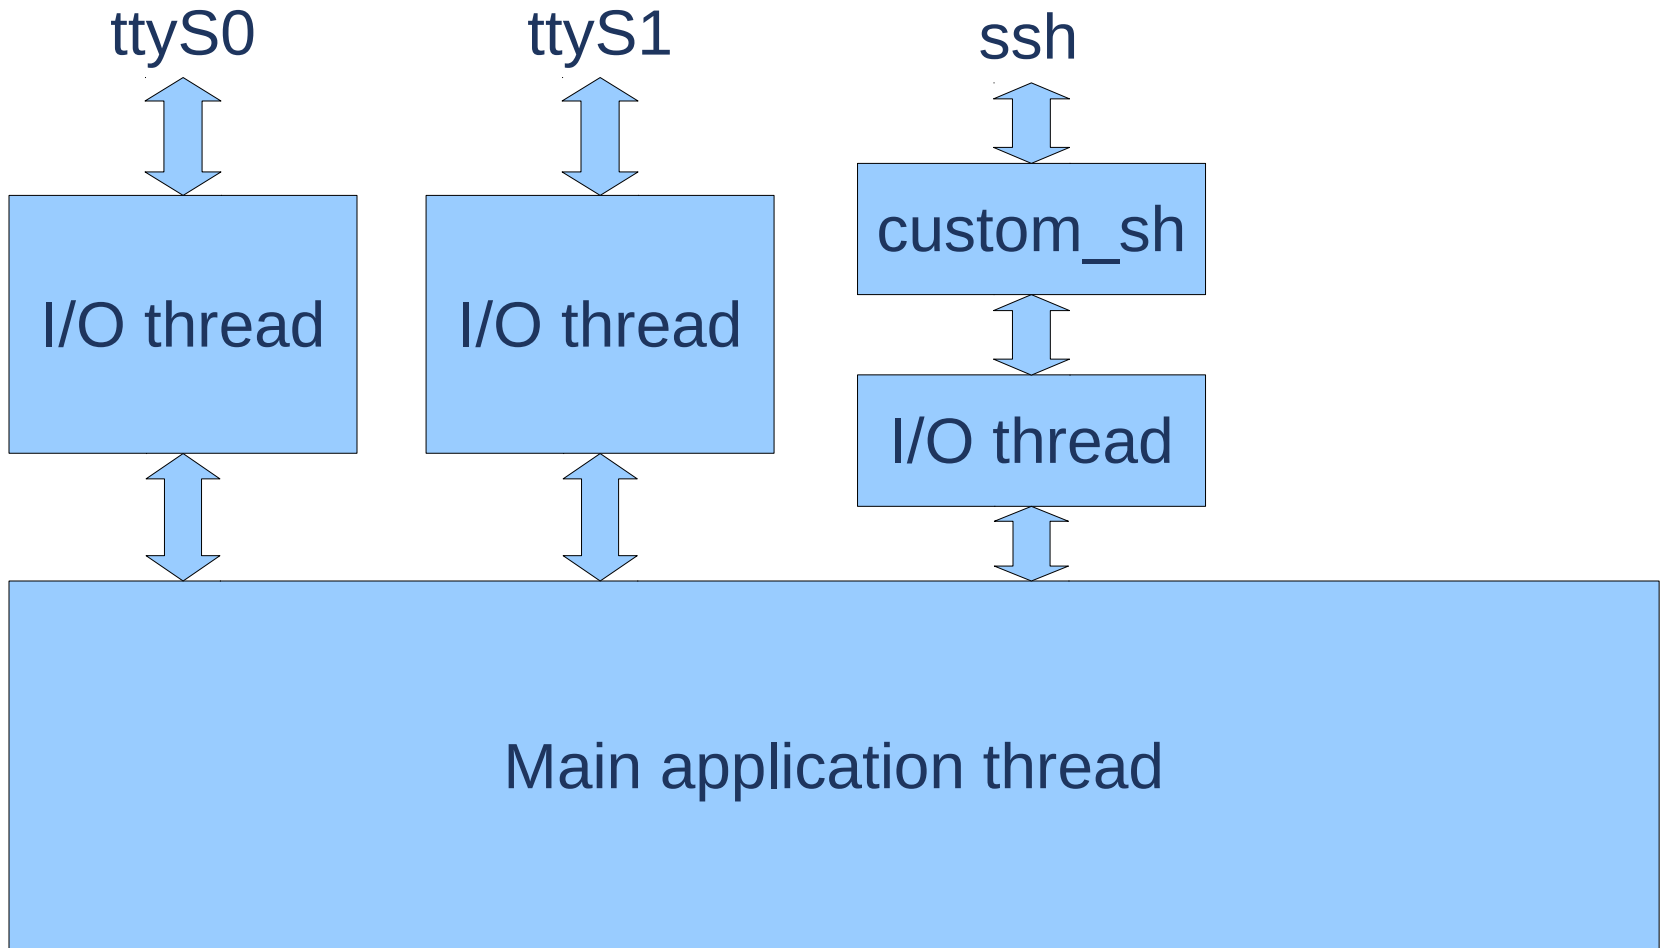 ttyS0
ttyS1
ssh
custom_sh
I/O thread
I/O thread
I/O thread
Main application thread